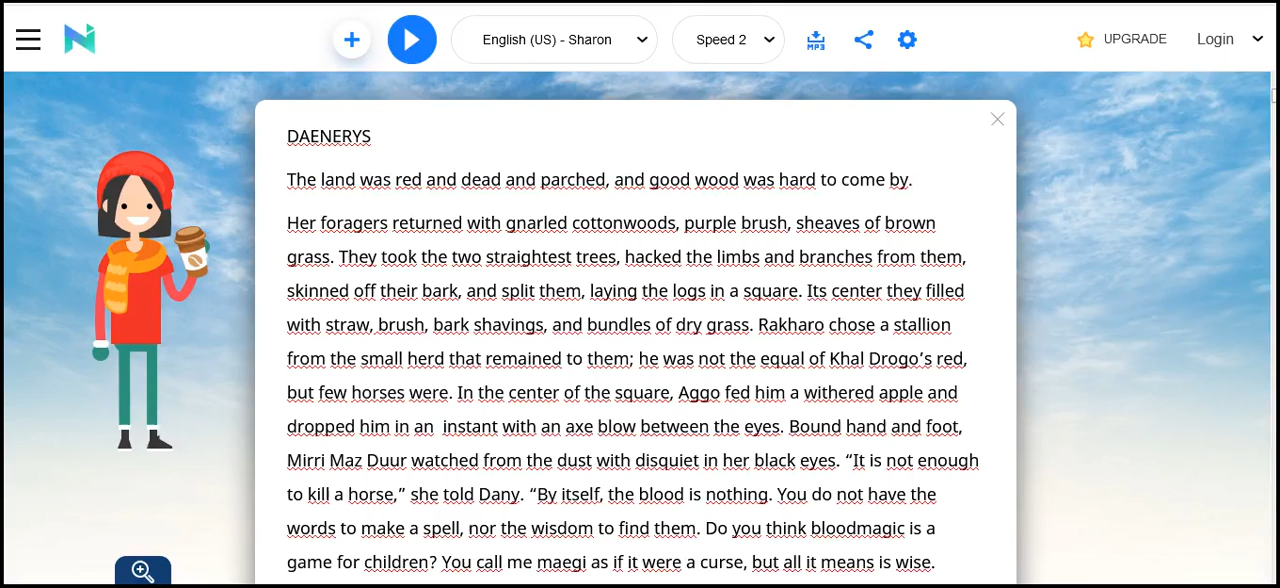 English (US) - Sharon
Speed 2
MP3
UPGRADE
Login
DAENERYS
The land was red and dead and parched, and good wood was hard to come by.
Her foragers returned with gnarled cottonwoods, purple brush, sheaves of brown
grass. They took the two straightest trees, hacked the limbs and branches from them,
skinned off their bark, and split them, laying the logs in a square. Its center they filled
with straw, brush, bark shavings, and bundles of dry grass. Rakharo chose a stallion
from the small herd that remained to them; he was not the equal of Khal Drogo’s red,
but few horses were. In the center of the square, Aggo fed him a withered apple and
dropped him in an  instant with an axe blow between the eyes. Bound hand and foot,
Mirri Maz Duur watched from the dust with disquiet in her black eyes. “It is not enough
to kill a horse,” she told Dany. “By itself, the blood is nothing. You do not have the
words to make a spell, nor the wisdom to find them. Do you think bloodmagic is a
game for children? You call me maegi as if it were a curse, but all it means is wise.